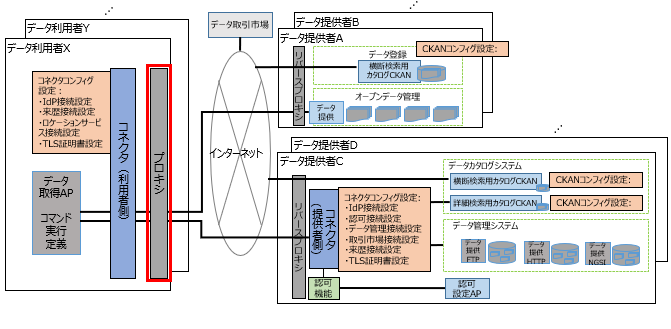 データ利用者Y
データ利用者X
コネクタコンフィグ
設定：
・IdP接続設定
・来歴接続設定
・ロケーションサービ
ス接続設定
・TLS証明書設定
コネクタ（利用者側）
プロキシ
データ
取得AP
コマンド
実行
定義
データ取引市場
インターネット
データ提供者B
データ提供者A
リバースプロキシ
データ登録
CKANコンフィグ設定：
横断検索用
カタログCKAN
オープンデータ管理
データ
提供
データ提供者D
データ提供者C
リバースプロキシ
コネクタ
（提供者側）
コネクタコンフィグ設定：
・IdP接続設定
・認可接続設定
・データ管理接続設定
・取引市場接続設定
・来歴接続設定
・TLS証明書設定
データカタログシステム
横断検索用カタログCKAN
CKANコンフィグ設定：
詳細検索用カタログCKAN
CKANコンフィグ設定：
データ管理システム
データ
提供
FTP
データ
提供
HTTP
データ
提供
NGSI
認可
機能
認可
設定AP